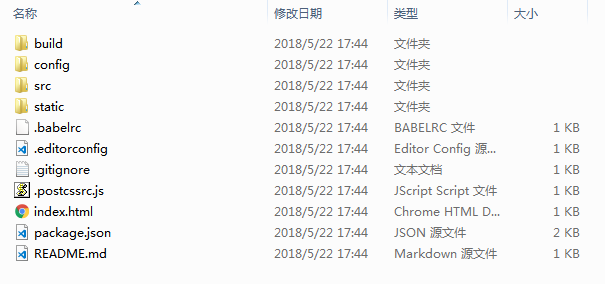 名称 修改日期 类型 大小
build 2018/5/22 17:44 文件夹
config 2018/5/22 17:44 文件夹
src 2018/5/22 17:44 文件夹
static 2018/5/22 17:44 文件夹
.babelrc 2018/5/22 17:44 BABELRC 文件 1 KB
.editorconfig 2018/5/22 17:44 Editor Config 源... 1 KB
.gitignore 2018/5/22 17:44 文本文档 1 KB
.postcssrc.js 2018/5/22 17:44 JScript Script 文件 1 KB
index.html 2018/5/22 17:44 Chrome HTML D... 1 KB
package.json 2018/5/22 17:44 JSON 源文件 2 KB
README.md 2018/5/22 17:44 Markdown 源文件 1 KB